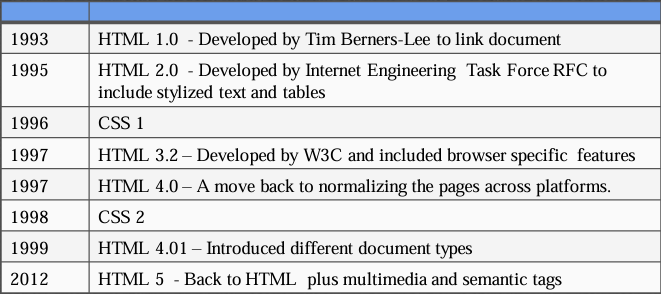 1993 HTML 1.0 - Developed by Tim Berners-Lee to link document
1995 HTML 2.0 - Developed by Internet Engineering Task Force RFC to
include stylized text and tables
1996 CSS 1
1997 HTML 3.2 – Developed by W3C and included browser specific features
1997 HTML 4.0 – A move back to normalizing the pages across platforms.
1998 CSS 2
1999 HTML 4.01 – Introduced different document types
2012 HTML 5 - Back to HTML plus multimedia and semantic tags